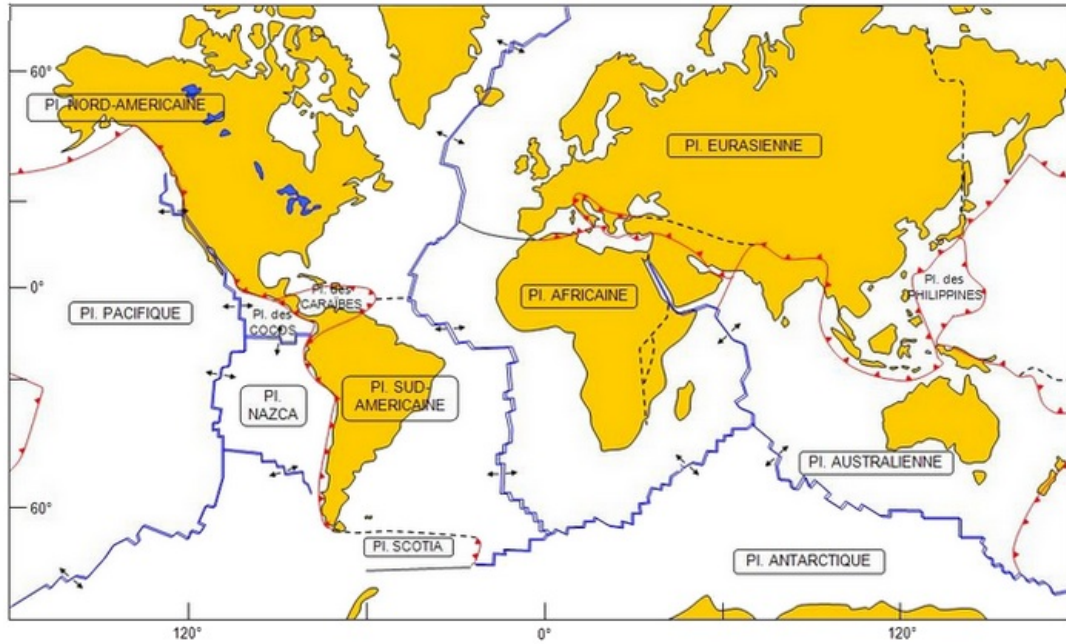 60°
Pl. NORD-AMERICAINE
Pl. EURASIENNE
0°
Pl. PACIFIQUE
Pl. des
COCOS
Pl. des
CARAÏBES
Pl. AFRICAINE
Pl. des
PHILIPPINES
Pl.
NAZCA
Pl. SUD-
AMERICAINE
Pl. AUSTRALIENNE
60°
Pl. SCOTIA
Pl. ANTARCTIQUE
120°
0°
120°